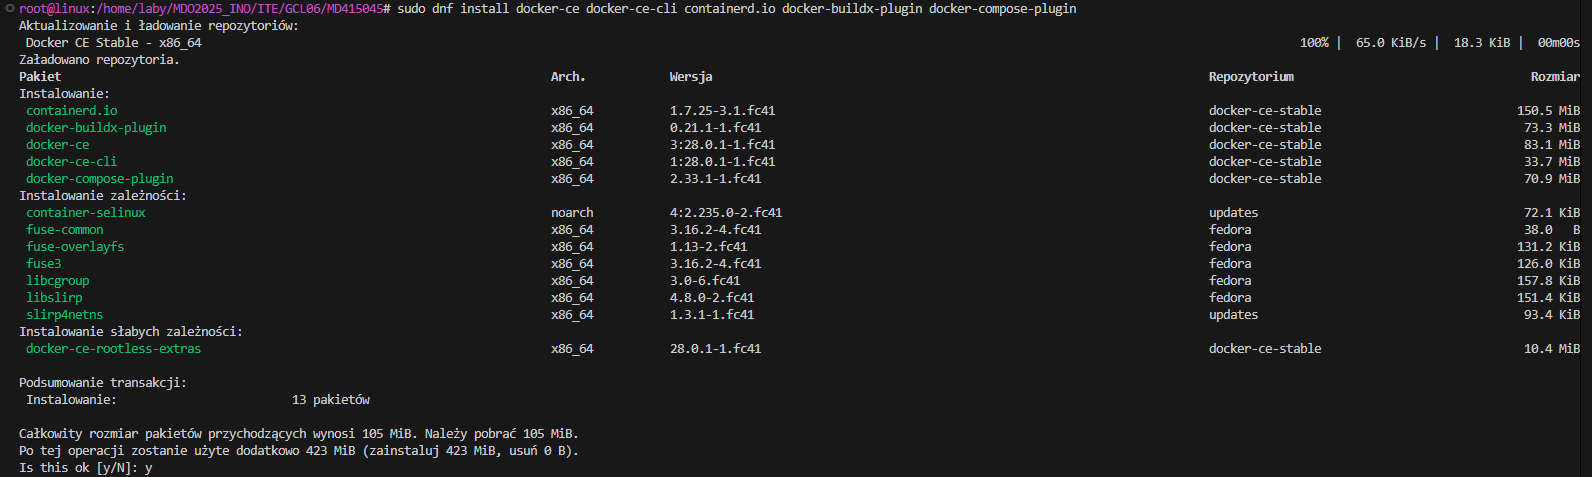 root@linux:/home/laby/MDO2025_INO/ITE/GCL06/MD415045# sudo dnf install docker-ce docker-ce-cli containerd.io docker-buildx-plugin docker-compose-plugin
Aktualizowanie i ładowanie repozytoriów:
Docker CE Stable - x86_64 100% | 65.0 KiB/s | 18.3 KiB | 00m00s
Załadowano repozytoria.
Pakiet Arch. Wersja Repozytorium Rozmiar
Instalowanie:
containerd.io x86_64 1.7.25-3.1.fc41 docker-ce-stable 150.5 MiB
docker-buildx-plugin x86_64 0.21.1-1.fc41 docker-ce-stable 73.3 MiB
docker-ce x86_64 3:28.0.1-1.fc41 docker-ce-stable 83.1 MiB
docker-ce-cli x86_64 1:28.0.1-1.fc41 docker-ce-stable 33.7 MiB
docker-compose-plugin x86_64 2.33.1-1.fc41 docker-ce-stable 70.9 MiB
Instalowanie zależności:
container-selinux noarch 4:2.235.0-2.fc41 updates 72.1 KiB
fuse-common x86_64 3.16.2-4.fc41 fedora 38.0 B
fuse-overlayfs x86_64 1.13-2.fc41 fedora 131.2 KiB
fuse3 x86_64 3.16.2-4.fc41 fedora 126.0 KiB
libcgroup x86_64 3.0-6.fc41 fedora 157.8 KiB
libslirp x86_64 4.8.0-2.fc41 fedora 151.4 KiB
slirp4netns x86_64 1.3.1-1.fc41 updates 93.4 KiB
Instalowanie słabych zależności:
docker-ce-rootless-extras x86_64 28.0.1-1.fc41 docker-ce-stable 10.4 MiB
Podsumowanie transakcji:
Instalowanie: 13 pakietów
Całkowity rozmiar pakietów przychodzących wynosi 105 MiB. Należy pobrać 105 MiB.
Po tej operacji zostanie użyte dodatkowo 423 MiB (zainstaluj 423 MiB, usuń 0 B).
Is this ok [y/N]: y